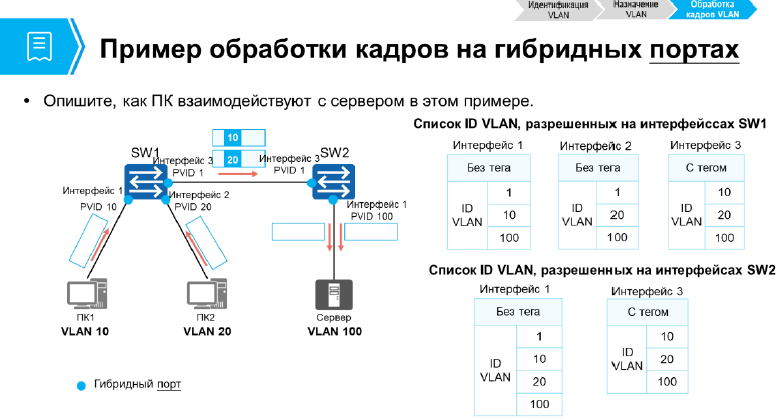 Идентификация
VLAN
Назначение
VLAN
Обработка
кадров VLAN
Пример обработки кадров на гибридных портах
• Опишите, как ПК взаимодействуют с сервером в этом примере.
10
20
SW1
Интерфейс 3
PVID 1
Интерфейс 3
PVID 1
SW2
Интерфейс 1
PVID 10
Интерфейс 2
PVID 20
Интерфейс 1
PVID 100
ПК1
VLAN 10
ПК2
VLAN 20
Сервер
VLAN 100
Гибридный порт
Список ID VLAN, разрешенных на интерфейссах SW1
Интерфейс 1
Без тега
ID
VLAN
1
10
100
Интерфейс 2
Без тега
ID
VLAN
1
20
100
Интерфейс 3
С тегом
ID
VLAN
10
20
100
Список ID VLAN, разрешенных на интерфейсах SW2
Интерфейс 1
Без тега
ID
VLAN
1
10
20
100
Интерфейс 3
С тегом
ID
VLAN
10
20
100